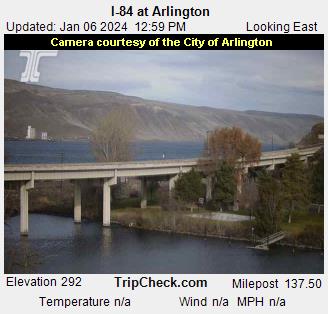 I-84 at Arlington
Updated: Jan 06 2024 12:59 PM Looking East
Camera courtesy of the City of Arlington
Elevation 292 TripCheck.com Milepost 137.50
Temperature n/a Wind n/a MPH n/a